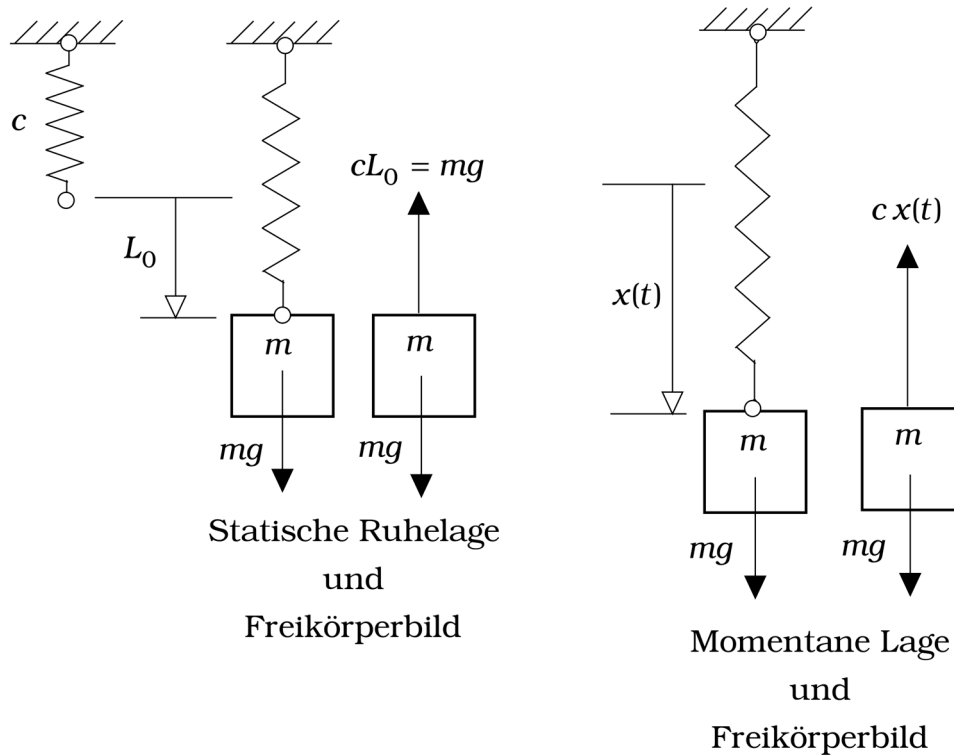 c
L₀
cL₀ = mg
m
m
mg
mg
Statische Ruhelage
und
Freikörperbild
x(t)
c x(t)
m
m
mg
mg
Momentane Lage
und
Freikörperbild